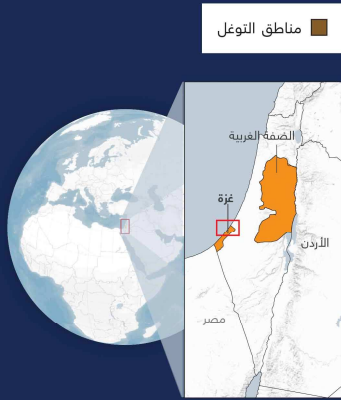 مناطق التوغل
الضفة الغربية
غزة
الأردن
مصر